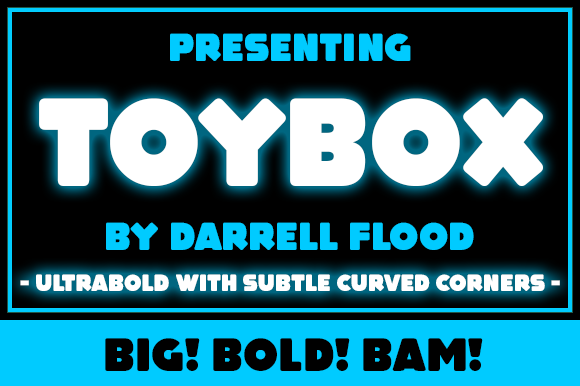 PRESENTING
TOYBOX
BY DARRELL FLOOD
- ULTRABOLD WITH SUBTLE CURVED CORNERS -
BIG! BOLD! BAM!